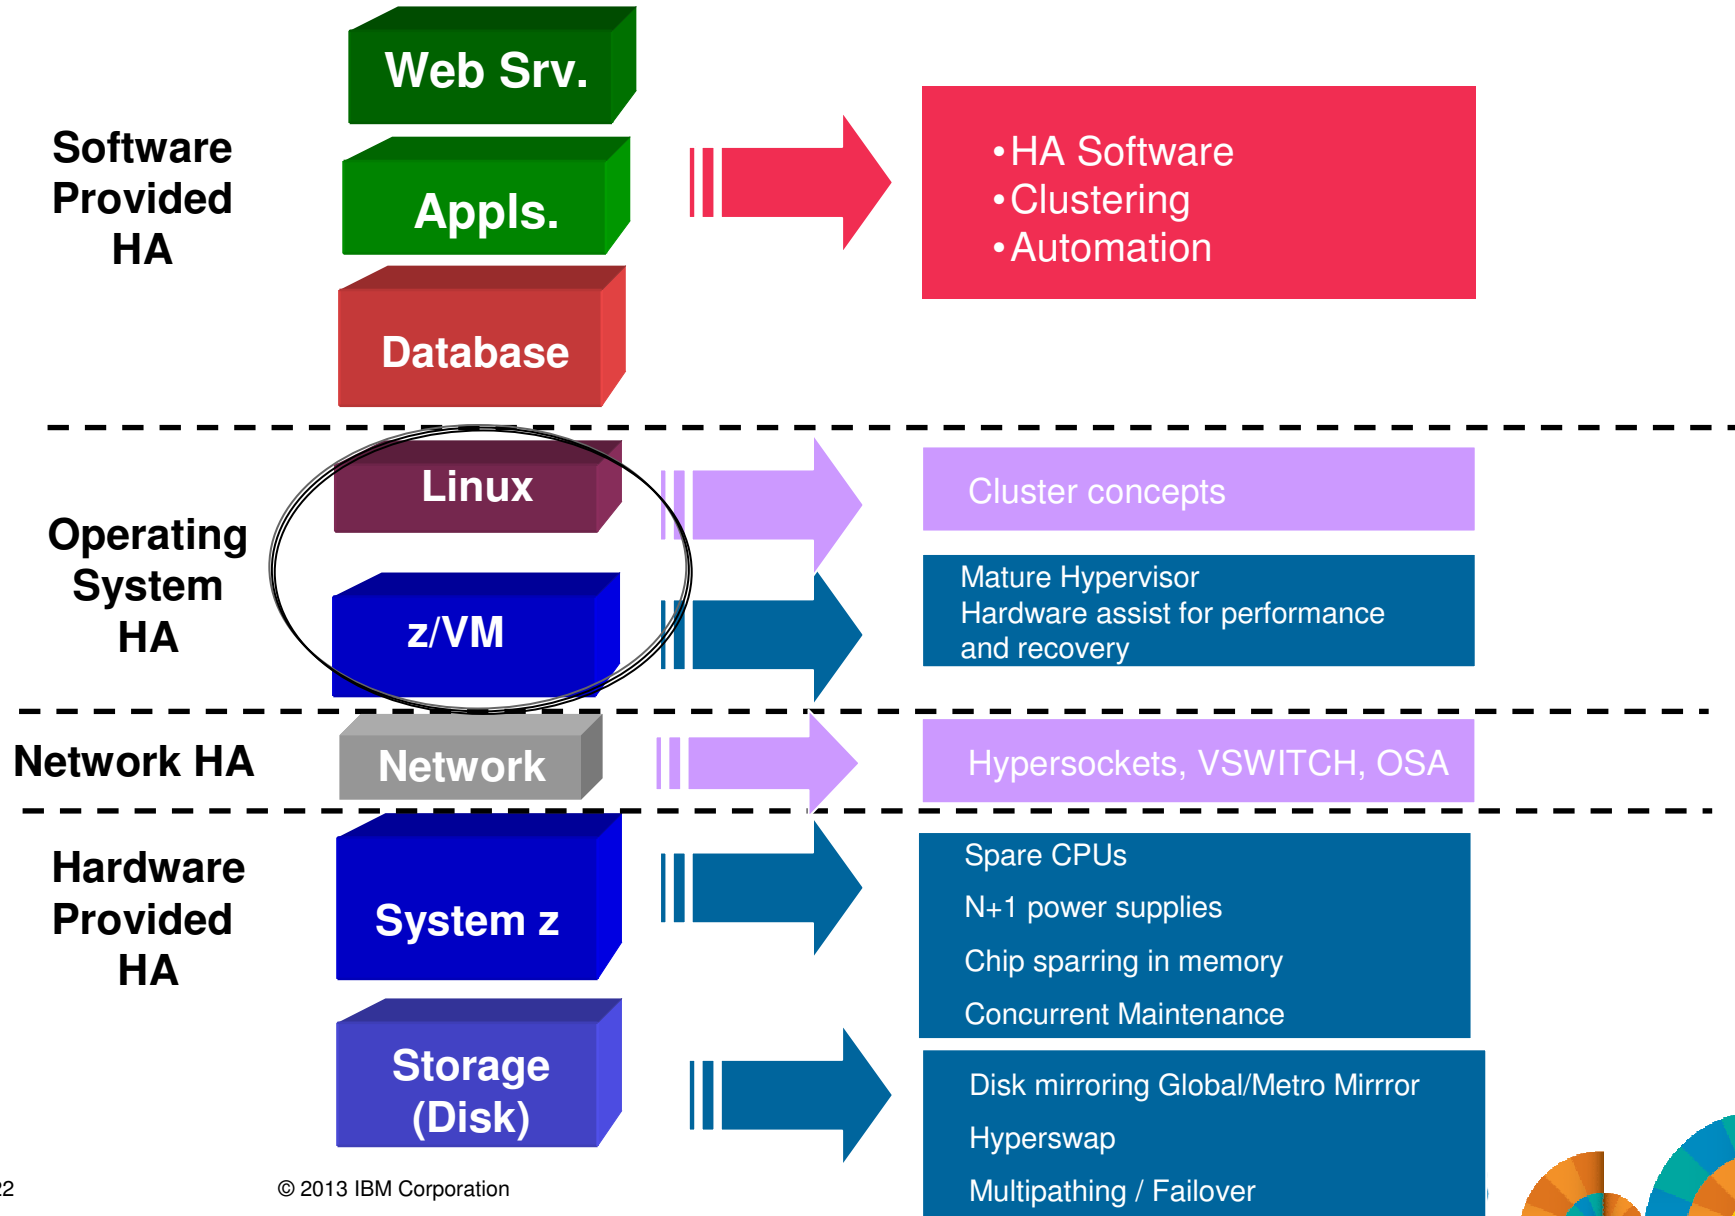 Web Srv.
Software
Provided
HA
Appls.
Database
•HA Software
•Clustering
•Automation
Operating
System
HA
Linux
z/VM
Cluster concepts
Mature Hypervisor
Hardware assist for performance
and recovery
Network HA
Network
Hypersockets, VSWITCH, OSA
Hardware
Provided
HA
System z
Storage
(Disk)
Spare CPUs
N+1 power supplies
Chip sparring in memory
Concurrent Maintenance
Disk mirroring Global/Metro Mirrror
Hyperswap
Multipathing / Failover
© 2013 IBM Corporation